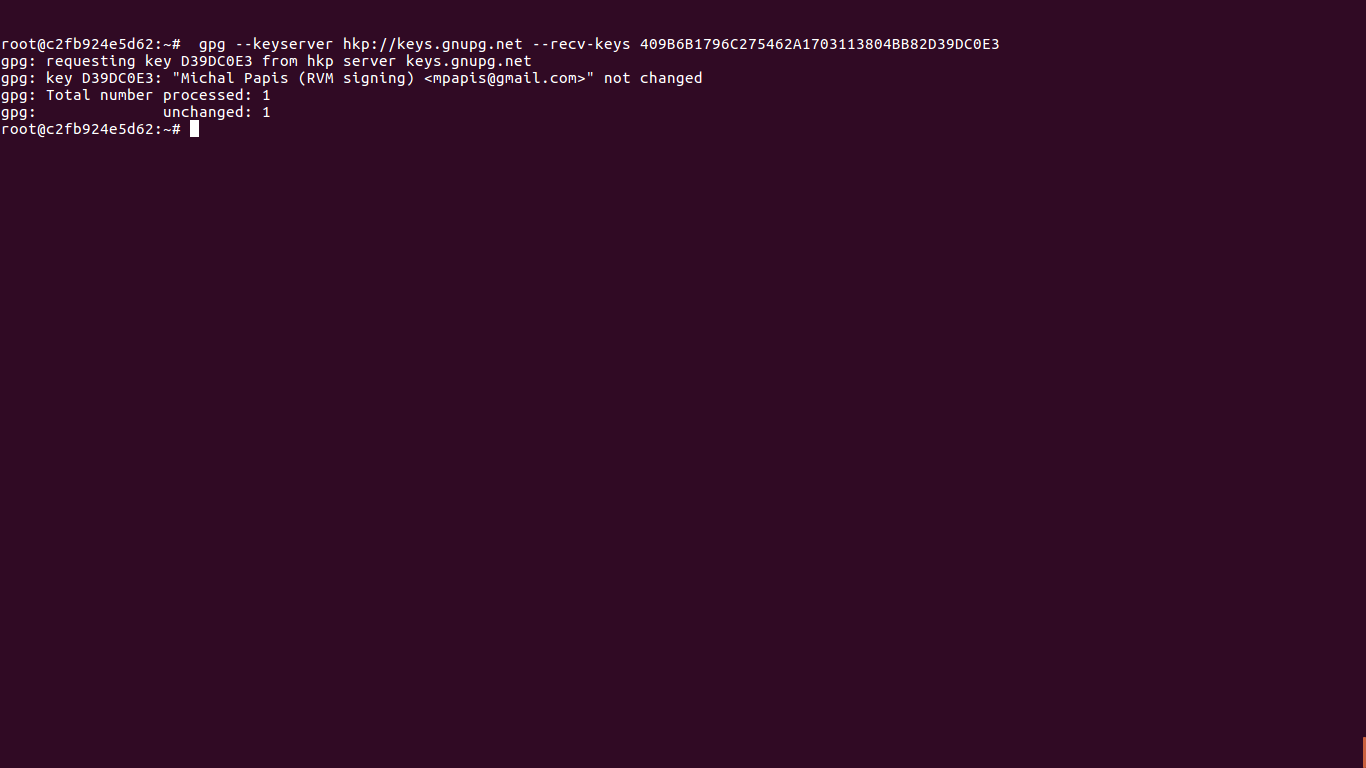 root@c2fb924e5d62:~#  gpg --keyserver hkp://keys.gnupg.net --recv-keys 409B6B1796C275462A1703113804BB82D39DC0E3
gpg: requesting key D39DC0E3 from hkp server keys.gnupg.net
gpg: key D39DC0E3: "Michal Papis (RVM signing) <mpapis@gmail.com>" not changed
gpg: Total number processed: 1
gpg:              unchanged: 1
root@c2fb924e5d62:~#